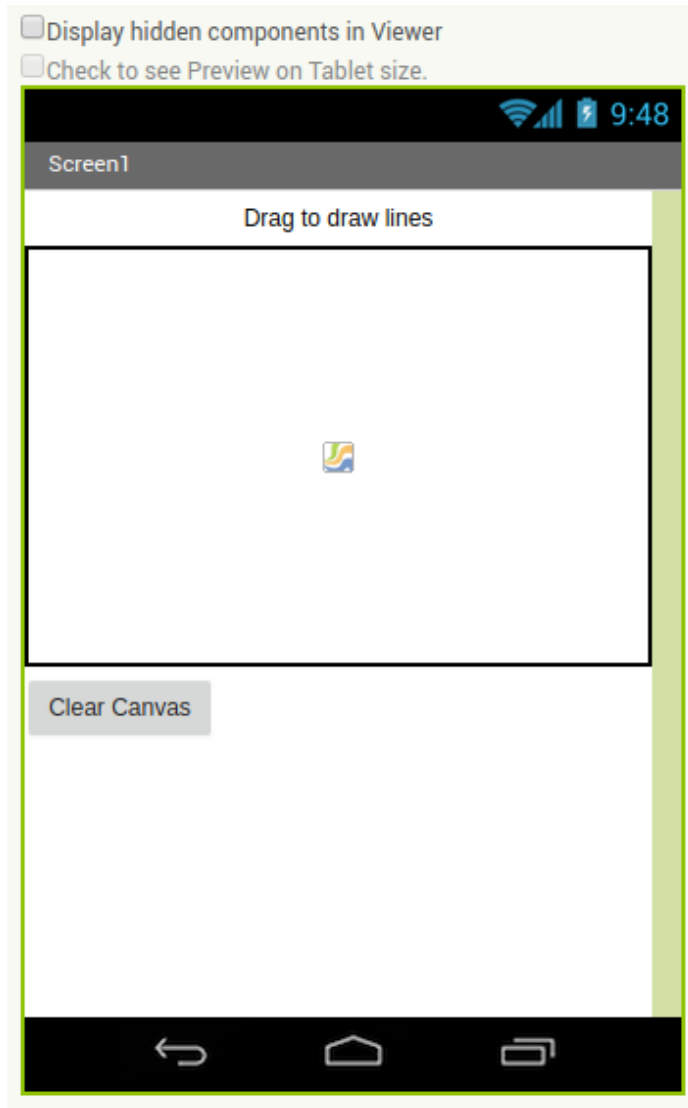 Display hidden components in Viewer
Check to see Preview on Tablet size.
9:48
Screen1
Drag to draw lines
Clear Canvas